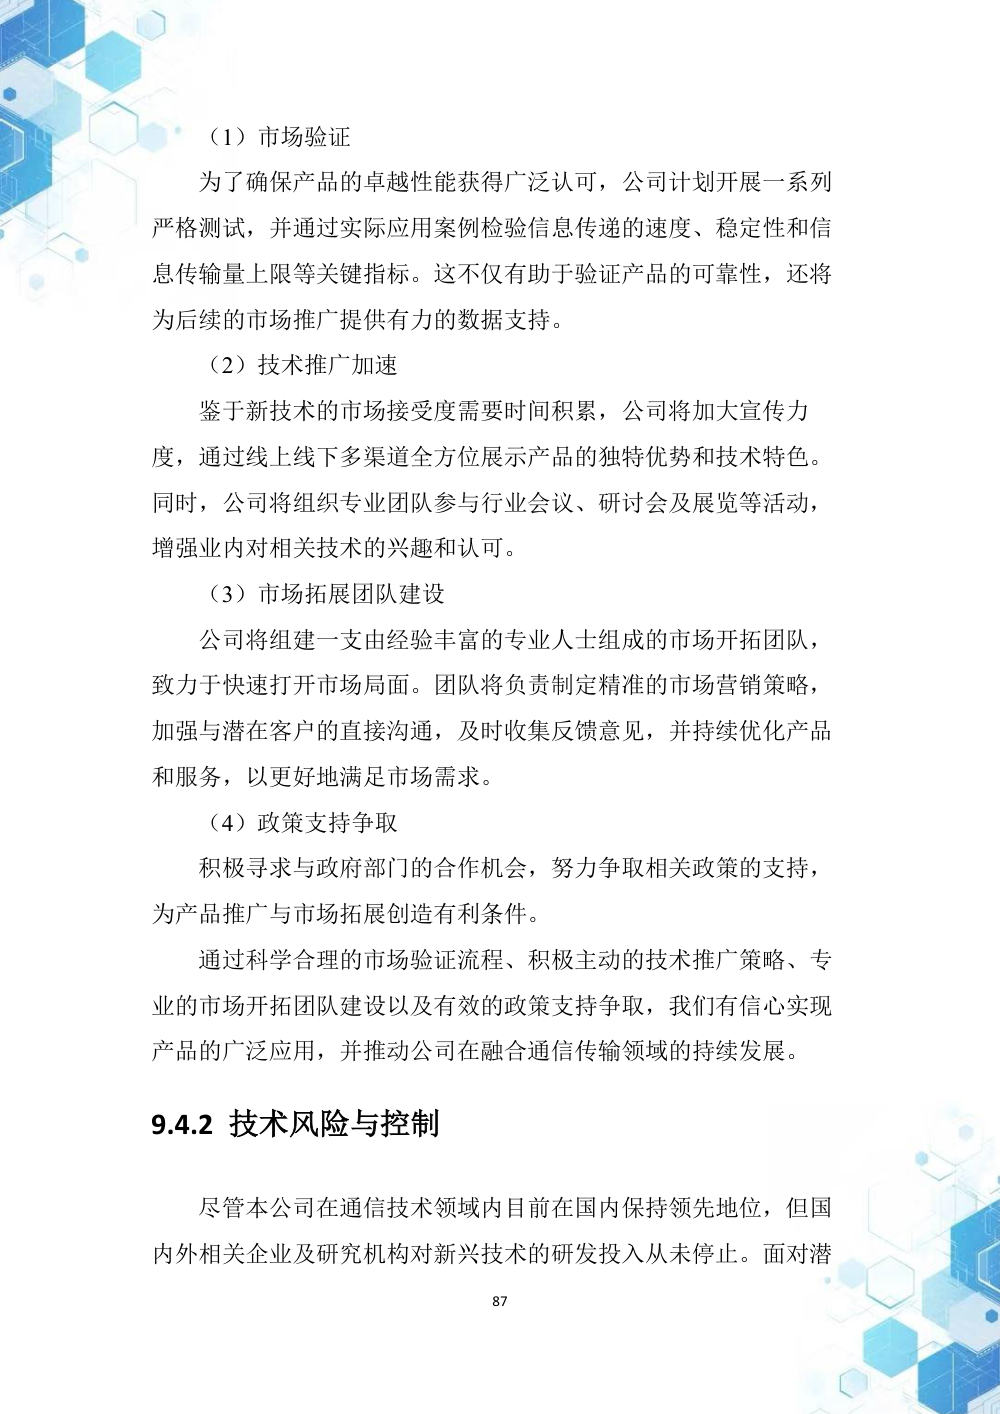 （1）市场验证
为了确保产品的卓越性能获得广泛认可，公司计划开展一系列
严格测试，并通过实际应用案例检验信息传递的速度、稳定性和信
息传输量上限等关键指标。这不仅有助于验证产品的可靠性，还将
为后续的市场推广提供有力的数据支持。
（2）技术推广加速
鉴于新技术的市场接受度需要时间积累，公司将加大宣传力
度，通过线上线下多渠道全方位展示产品的独特优势和技术特色。
同时，公司将组织专业团队参与行业会议、研讨会及展览等活动，
增强业内对相关技术的兴趣和认可。
（3）市场拓展团队建设
公司将组建一支由经验丰富的专业人士组成的市场开拓团队，
致力于快速打开市场局面。团队将负责制定精准的市场营销策略，
加强与潜在客户的直接沟通，及时收集反馈意见，并持续优化产品
和服务，以更好地满足市场需求。
（4）政策支持争取
积极寻求与政府部门的合作机会，努力争取相关政策的支持，
为产品推广与市场拓展创造有利条件。
通过科学合理的市场验证流程、积极主动的技术推广策略、专
业的市场开拓团队建设以及有效的政策支持争取，我们有信心实现
产品的广泛应用，并推动公司在融合通信传输领域的持续发展。
9.4.2 技术风险与控制
尽管本公司在通信技术领域内目前在国内保持领先地位，但国
内外相关企业及研究机构对新兴技术的研发投入从未停止。面对潜
87